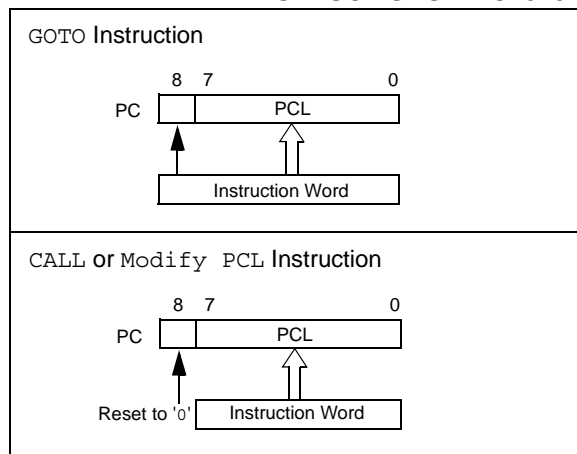 GOTO Instruction
8 7 0
PC PCL
Instruction Word
CALL or Modify PCL Instruction
8 7 0
PC PCL
Reset to '0' Instruction Word